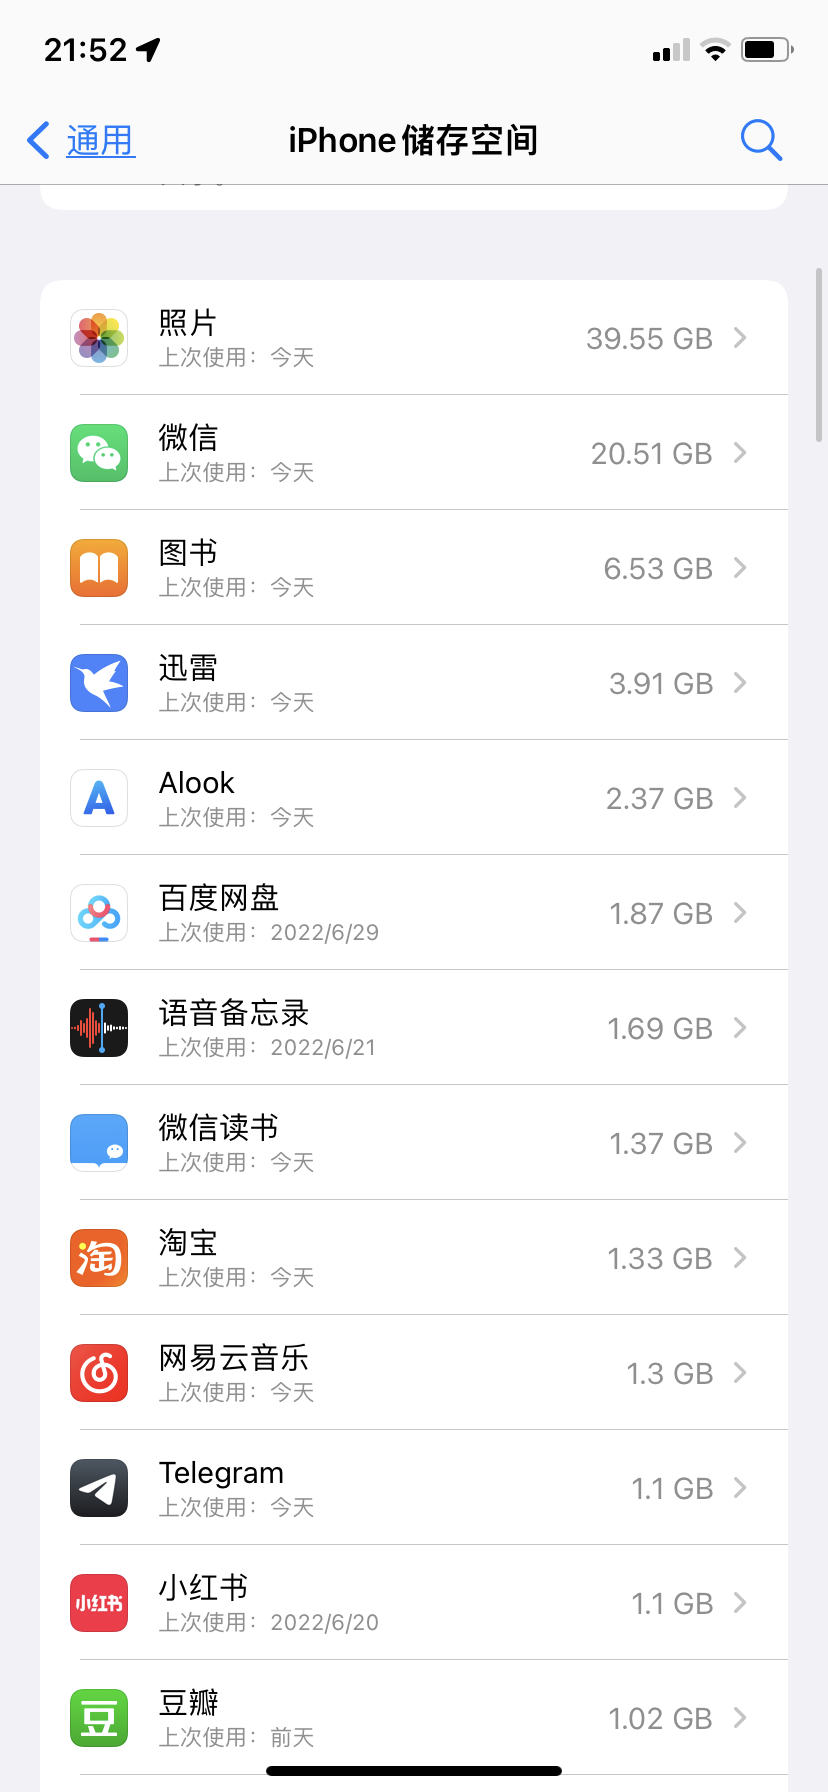 21:52
通用
iPhone储存空间
照片
上次使用：今天
39.55 GB
微信
上次使用：今天
20.51 GB
图书
上次使用：今天
6.53 GB
迅雷
上次使用：今天
3.91 GB
Alook
上次使用：今天
2.37 GB
百度网盘
上次使用：2022/6/29
1.87 GB
语音备忘录
上次使用：2022/6/21
1.69 GB
微信读书
上次使用：今天
1.37 GB
淘
淘宝
上次使用：今天
1.33 GB
网易云音乐
上次使用：今天
1.3 GB
Telegram
上次使用：今天
1.1 GB
小红书
小红书
上次使用：2022/6/20
1.1 GB
豆
豆瓣
上次使用：前天
1.02 GB